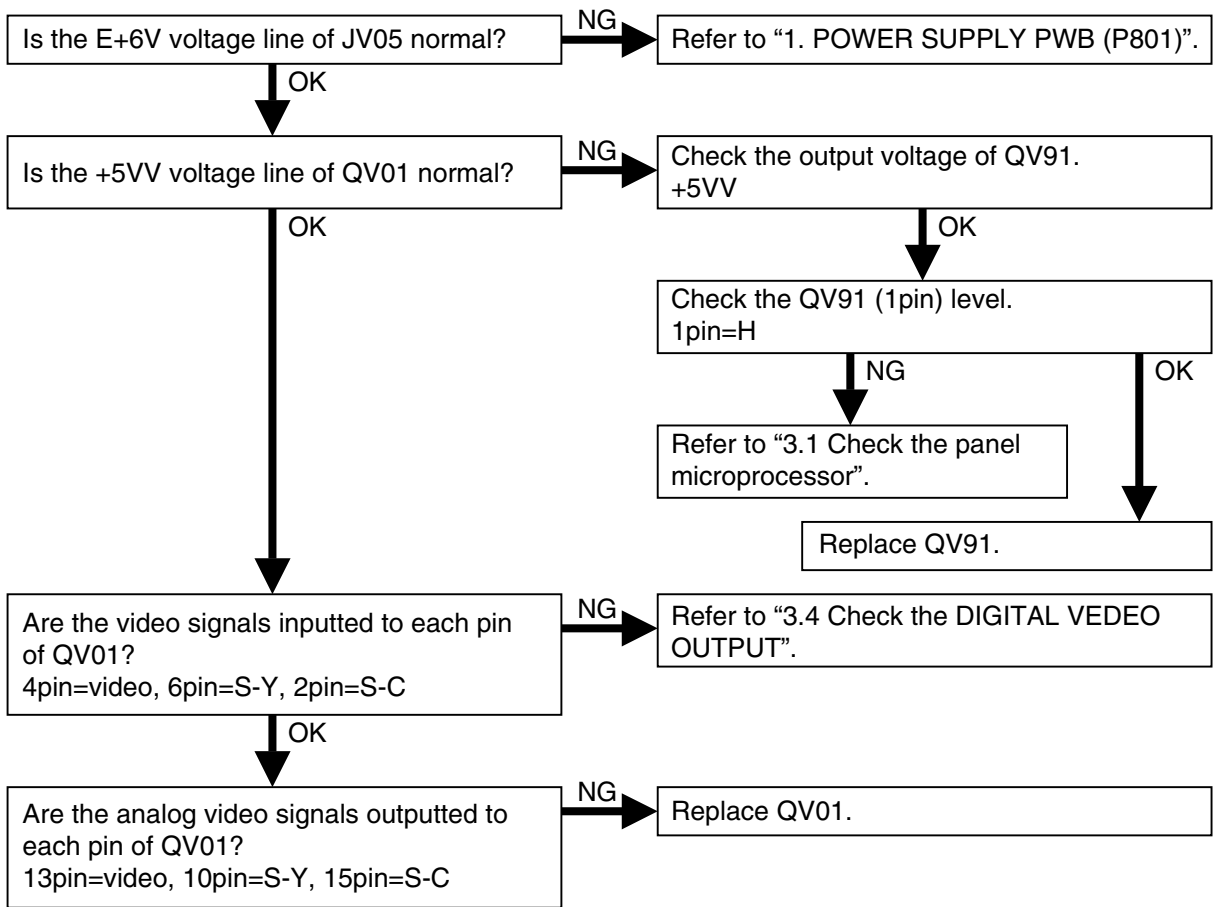 Is the E+6V voltage line of JV05 normal?
NG
Refer to “1. POWER SUPPLY PWB (P801)”.
OK
Is the +5VV voltage line of QV01 normal?
NG
Check the output voltage of QV91.
+5VV
OK
OK
Check the QV91 (1pin) level.
1pin=H
NG
OK
Refer to “3.1 Check the panel
microprocessor”.
Replace QV91.
Are the video signals inputted to each pin
of QV01?
4pin=video, 6pin=S-Y, 2pin=S-C
NG
Refer to “3.4 Check the DIGITAL VEDEO
OUTPUT”.
OK
Are the analog video signals outputted to
each pin of QV01?
13pin=video, 10pin=S-Y, 15pin=S-C
NG
Replace QV01.